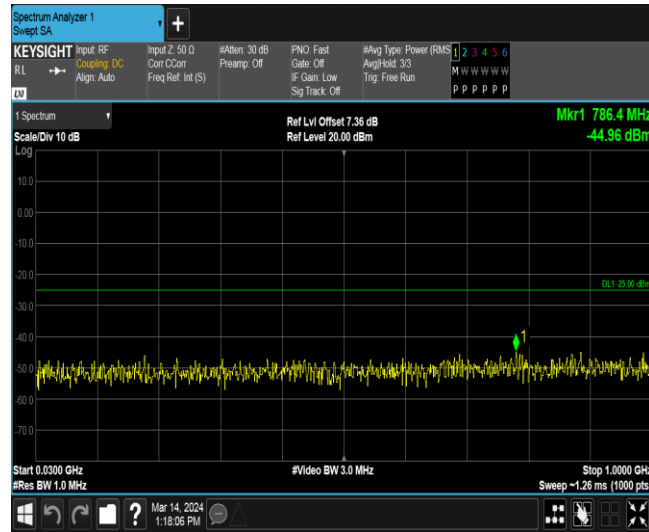 Spectrum Analyzer 1
Swept SA
+
KEYSIGHT Input: RF Input Z: 50 Ω #Atten: 30 dB PNO: Fast #Avg Type: Power (RMS 1 2 3 4 5 6
RL Coupling: DC Corr CCorr Preamp: Off Gate: Off Avg|Hold: 3/3 M W W W W W
Align: Auto Freq Ref: Int (S) IF Gain: Low Trig: Free Run
LXI Sig Track: Off P P P P P P
1 Spectrum Ref Lvl Offset 7.36 dB Mkr1 786.4 MHz
Scale/Div 10 dB Ref Level 20.00 dBm -44.96 dBm
Log
10.0
0.00
-10.0
-20.0
DL1 -25.00 dBm
-30.0
-40.0
1
-50.0
-60.0
-70.0
Start 0.0300 GHz #Video BW 3.0 MHz Stop 1.0000 GHz
#Res BW 1.0 MHz Sweep ~1.26 ms (1000 pts
? Mar 14, 2024
1:18:06 PM